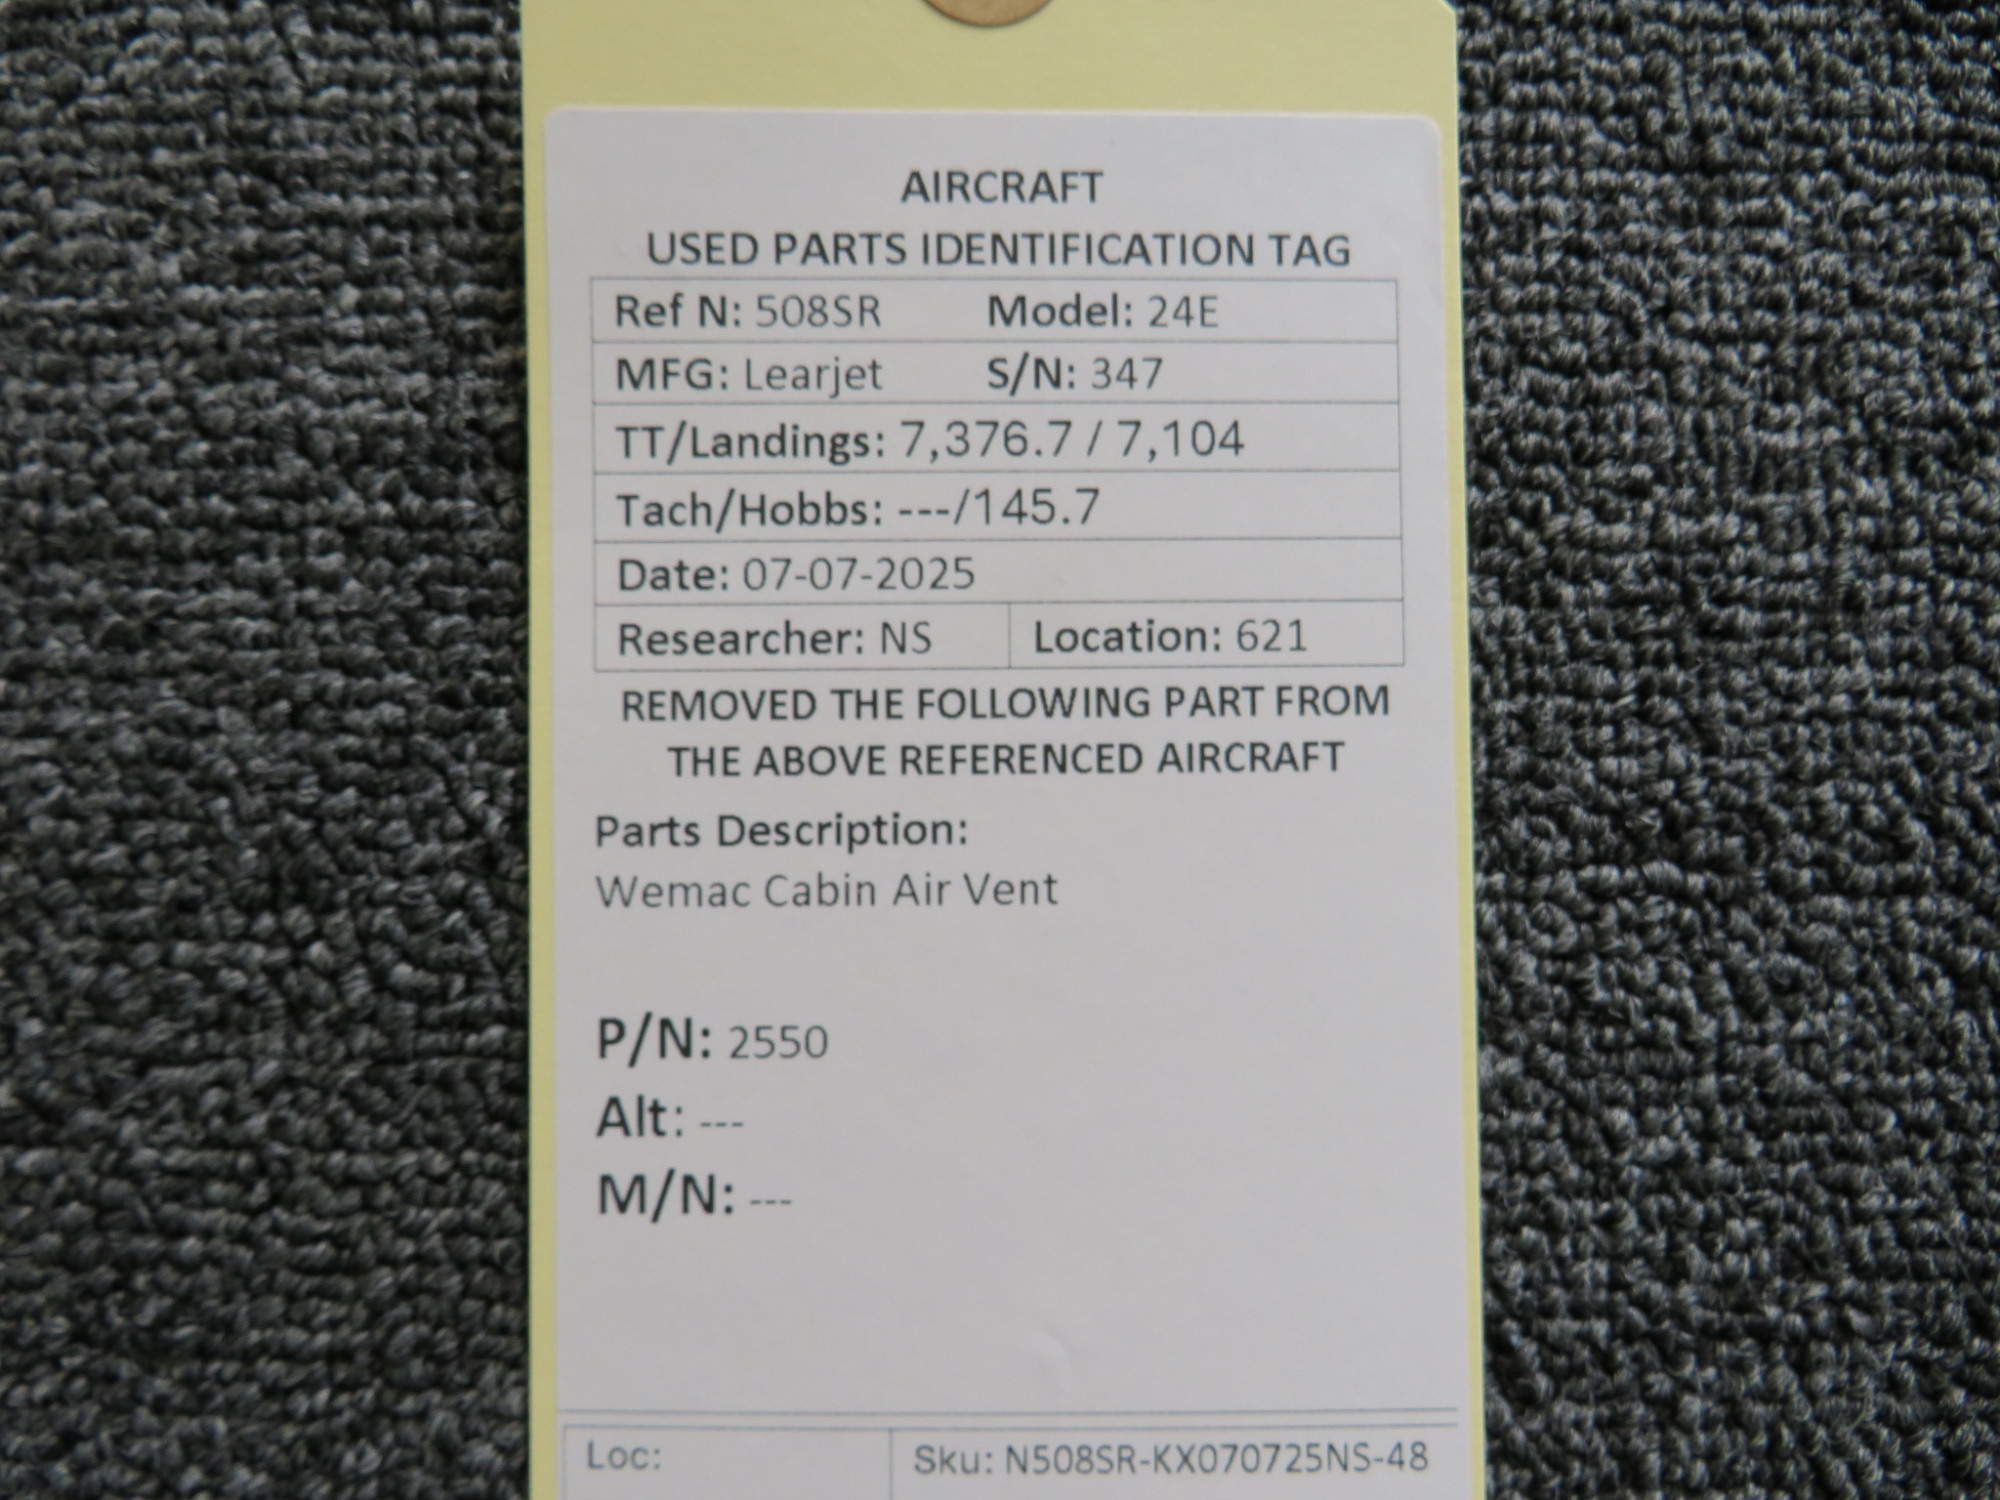 AIRCRAFT
USED PARTS IDENTIFICATION TAG
Ref N: 508SR Model: 24E
MFG: Learjet S/N: 347
TT/Landings: 7,376.7 / 7,104
Tach/Hobbs: ---/145.7
Date: 07-07-2025
Researcher: NS Location: 621
REMOVED THE FOLLOWING PART FROM
THE ABOVE REFERENCED AIRCRAFT
Parts Description:
Wemac Cabin Air Vent
P/N: 2550
Alt: ---
M/N: ---
Loc: Sku: N508SR-KX070725NS-48